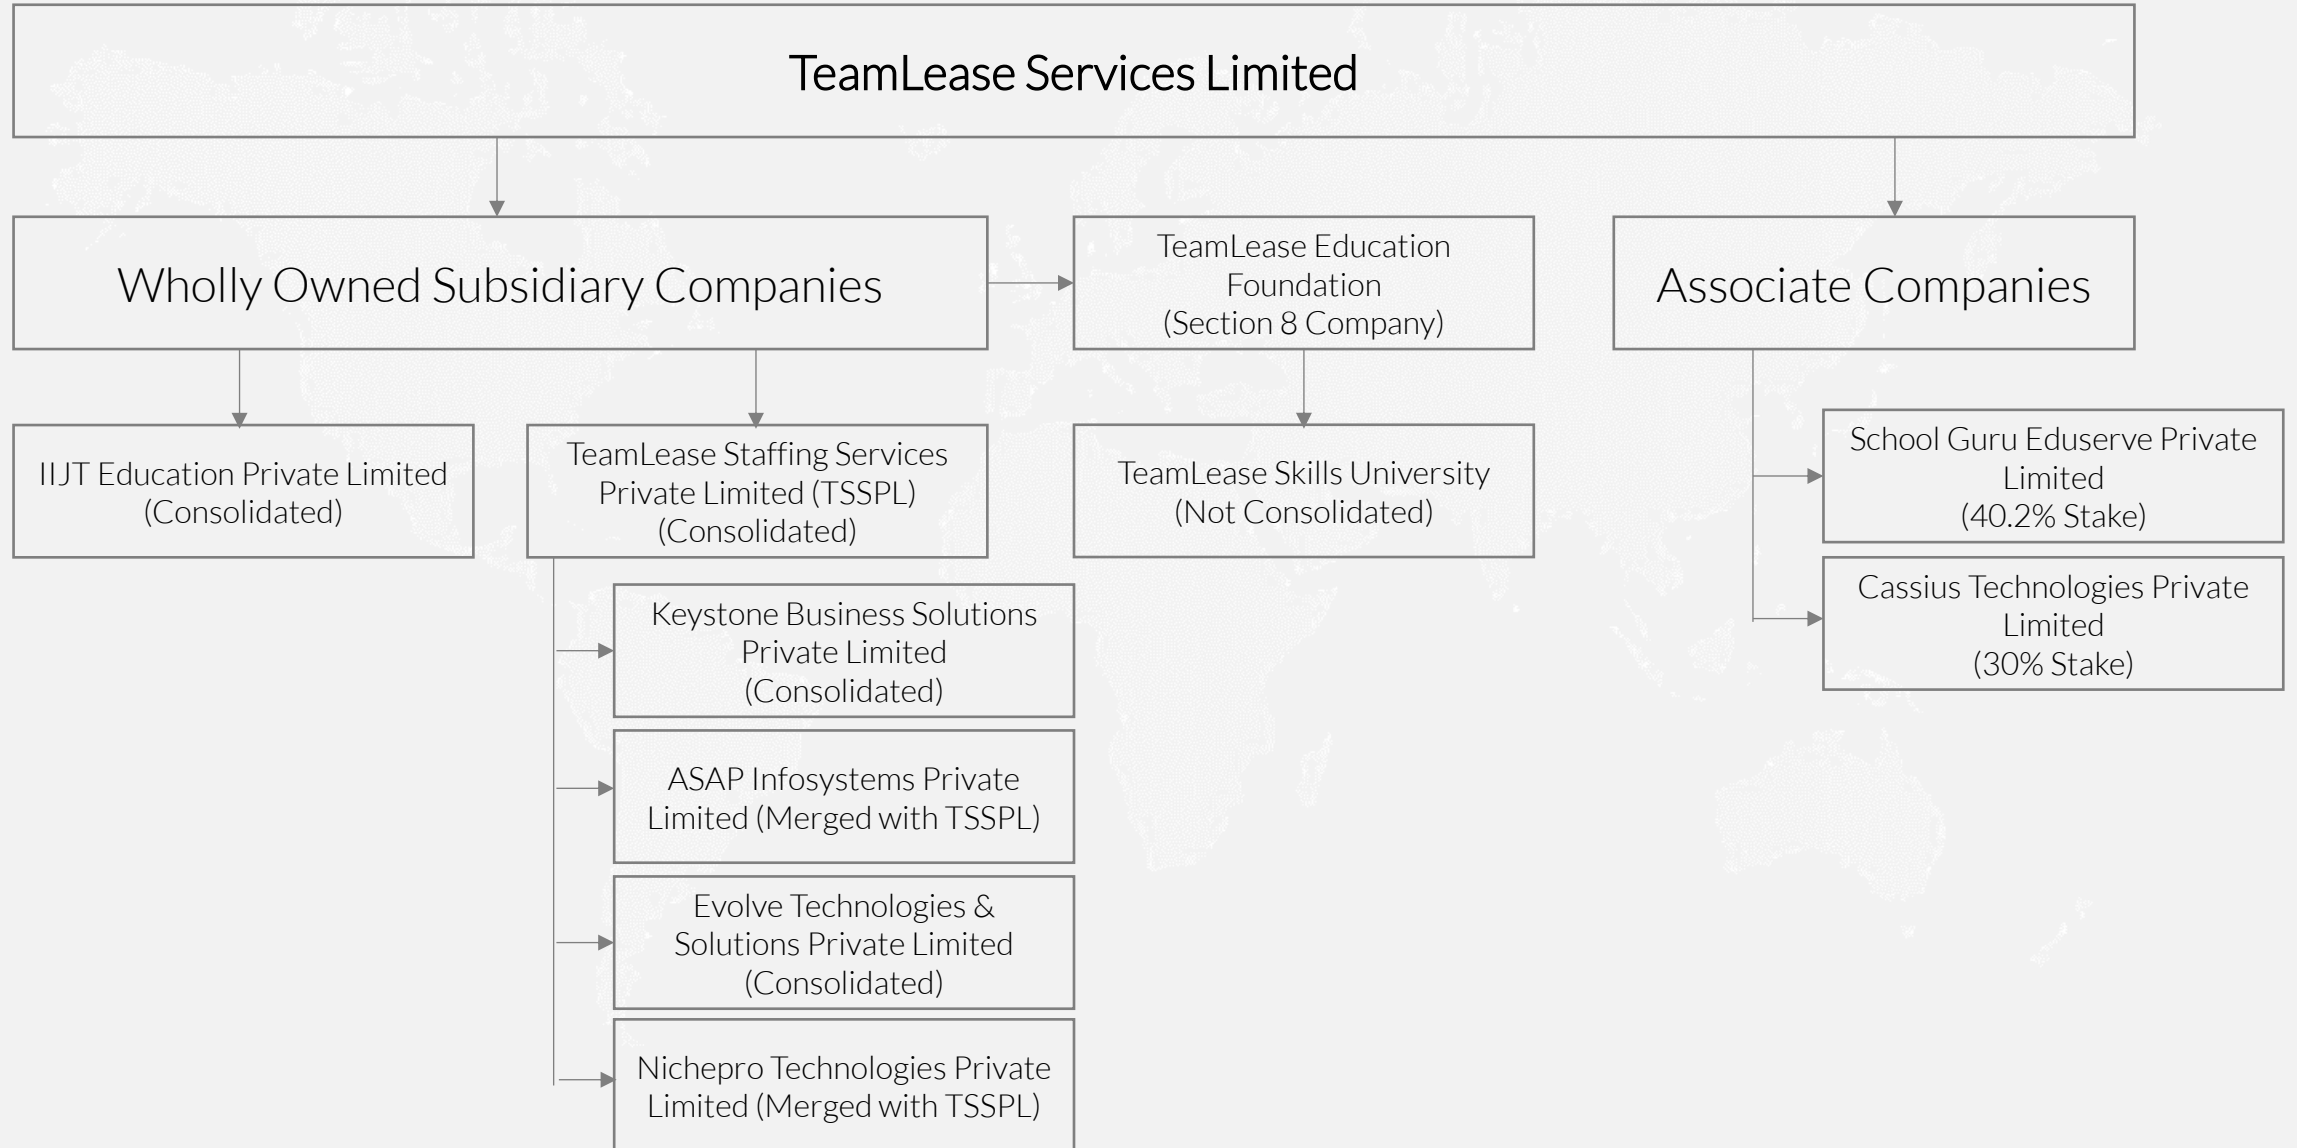 TeamLease Services Limited
Wholly Owned Subsidiary Companies
TeamLease Education
Foundation
(Section 8 Company)
Associate Companies
IIJT Education Private Limited
(Consolidated)
TeamLease Staffing Services
Private Limited (TSSPL)
(Consolidated)
TeamLease Skills University
(Not Consolidated)
School Guru Eduserve Private
Limited
(40.2% Stake)
Cassius Technologies Private
Limited
(30% Stake)
Keystone Business Solutions
Private Limited
(Consolidated)
ASAP Infosystems Private
Limited (Merged with TSSPL)
Evolve Technologies &
Solutions Private Limited
(Consolidated)
Nichepro Technologies Private
Limited (Merged with TSSPL)